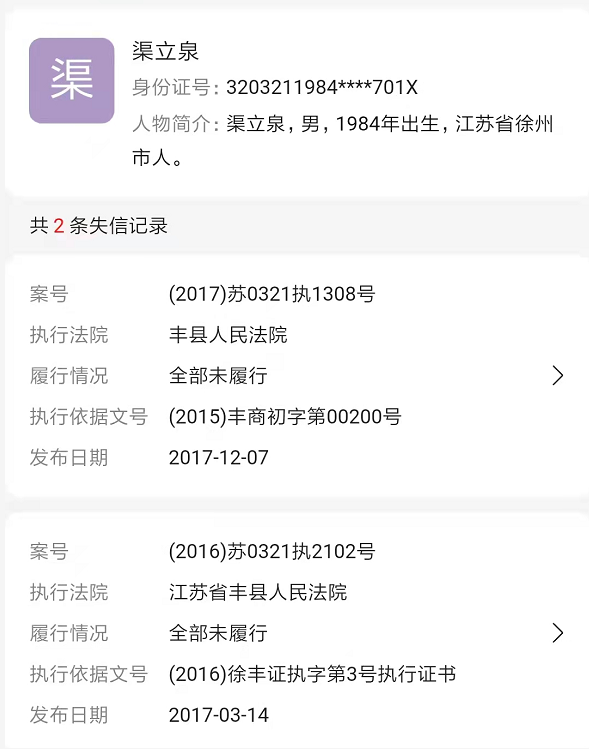 渠
渠立泉
身份证号：3203211984****701X
人物简介：渠立泉，男，1984年出生，江苏省徐州
市人。
共2条失信记录
案号 (2017)苏0321执1308号
执行法院 丰县人民法院
履行情况 全部未履行
执行依据文号 (2015)丰商初字第00200号
发布日期 2017-12-07
案号 (2016)苏0321执2102号
执行法院 江苏省丰县人民法院
履行情况 全部未履行
执行依据文号 (2016)徐丰证执字第3号执行证书
发布日期 2017-03-14